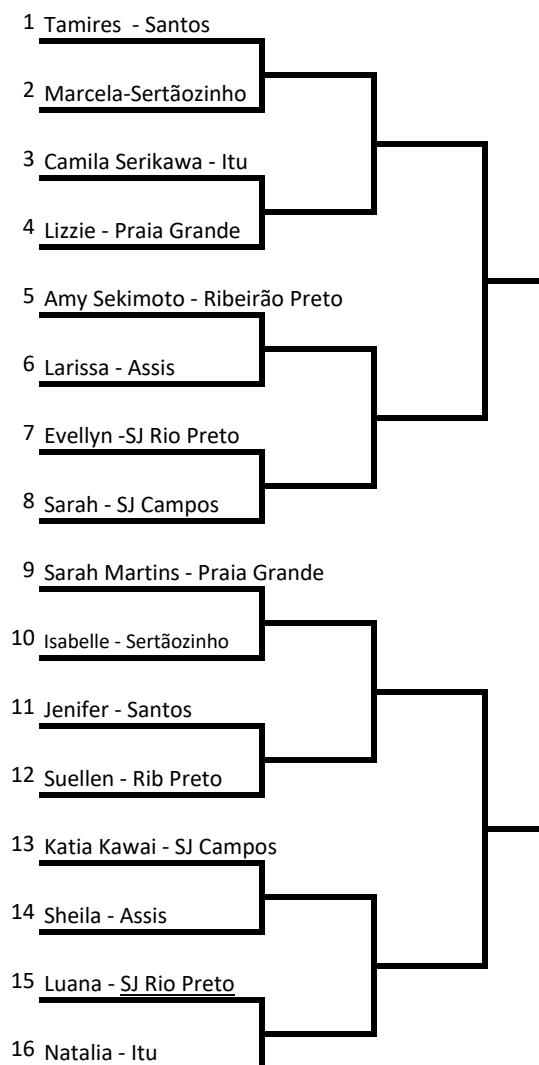 1 Tamires - Santos
2 Marcela-Sertãozinho
3 Camila Serikawa - Itu
4 Lizzie - Praia Grande
5 Amy Sekimoto - Ribeirão Preto
6 Larissa - Assis
7 Evellyn -SJ Rio Preto
8 Sarah - SJ Campos
9 Sarah Martins - Praia Grande
10 Isabelle - Sertãozinho
11 Jenifer - Santos
12 Suellen - Rib Preto
13 Katia Kawai - SJ Campos
14 Sheila - Assis
15 Luana - SJ Rio Preto
16 Natalia - Itu